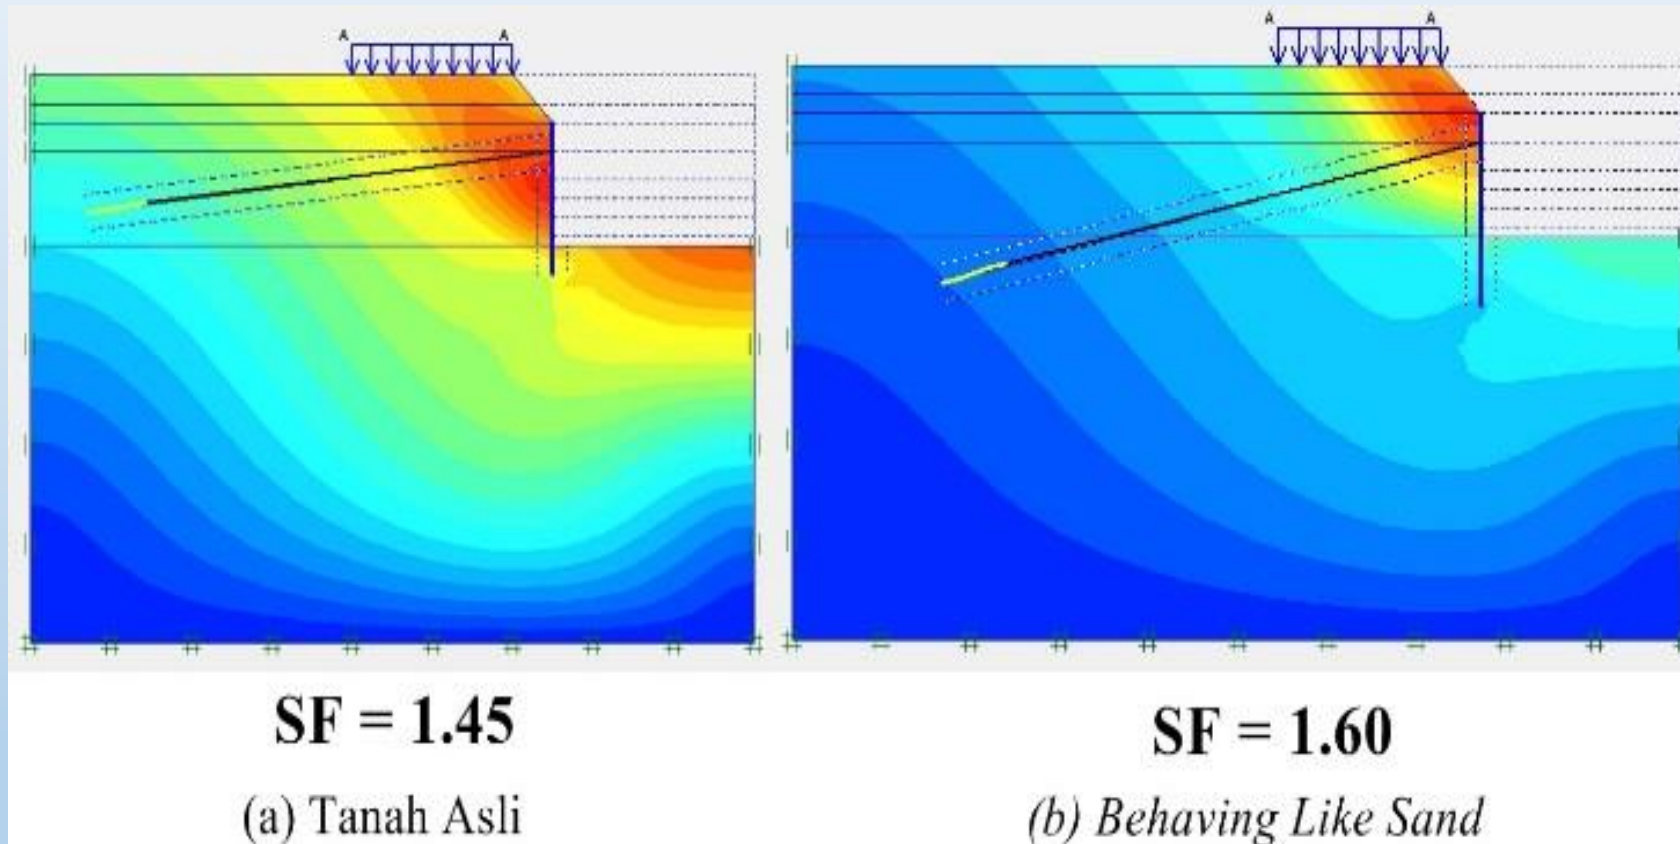 A A
A A
SF = 1.45
SF = 1.60
(a) Tanah Asli
(b) Behaving Like Sand